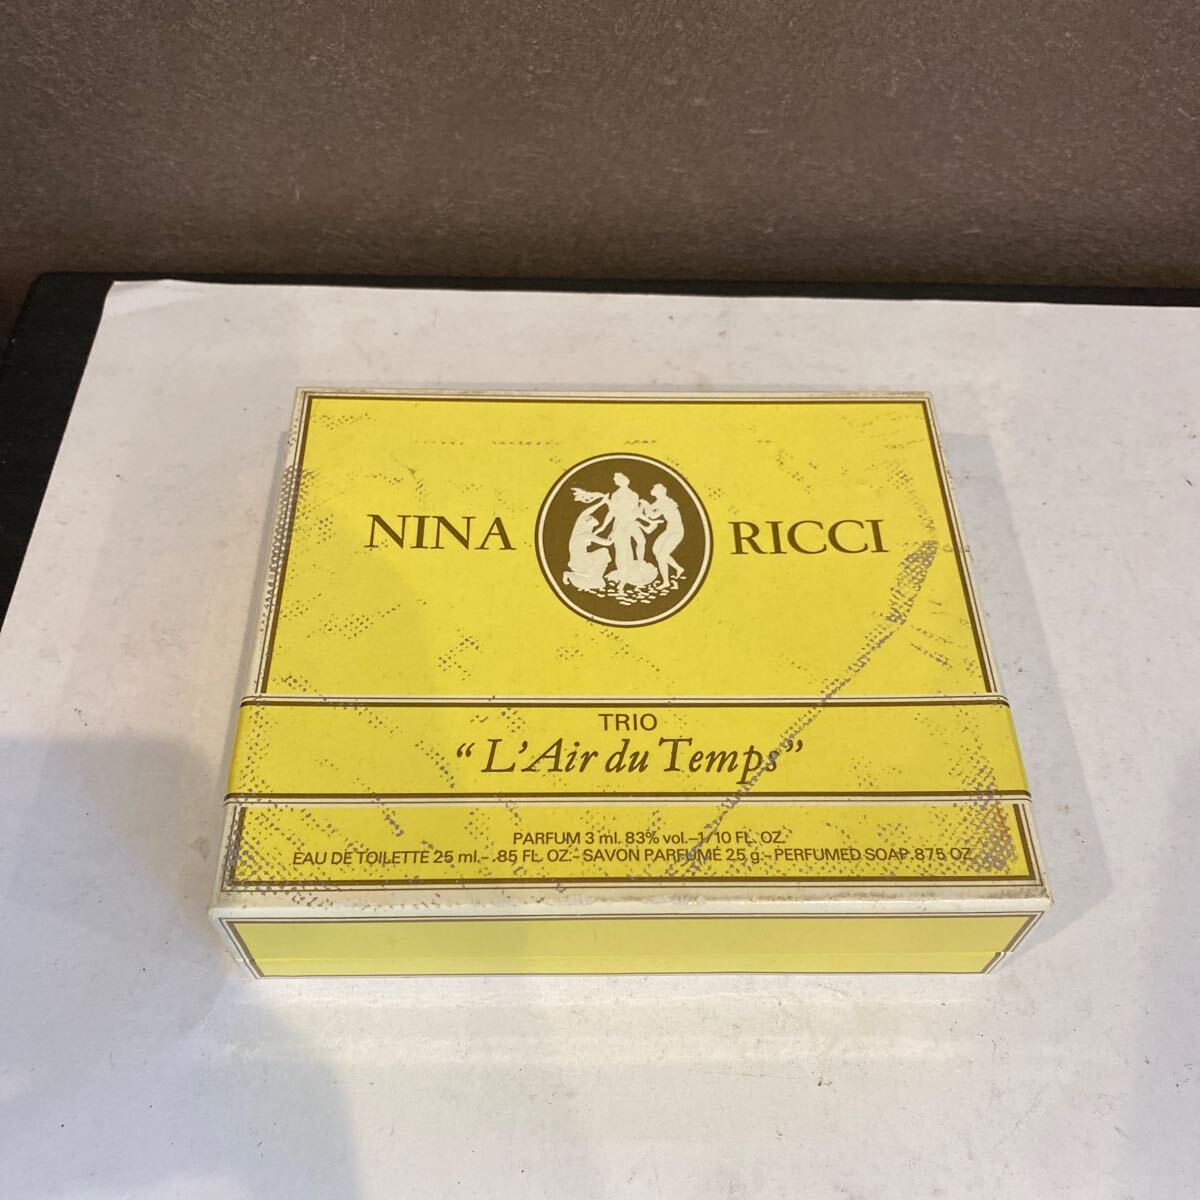 NINA RICCI
TRIO
“L’Air du Temps”
PARFUM 3 ml. 83% vol.–1/10 FL. OZ.
EAU DE TOILETTE 25 ml.- .85 FL. OZ.- SAVON PARFUMÉ 25 g.- PERFUMED SOAP .875 OZ.